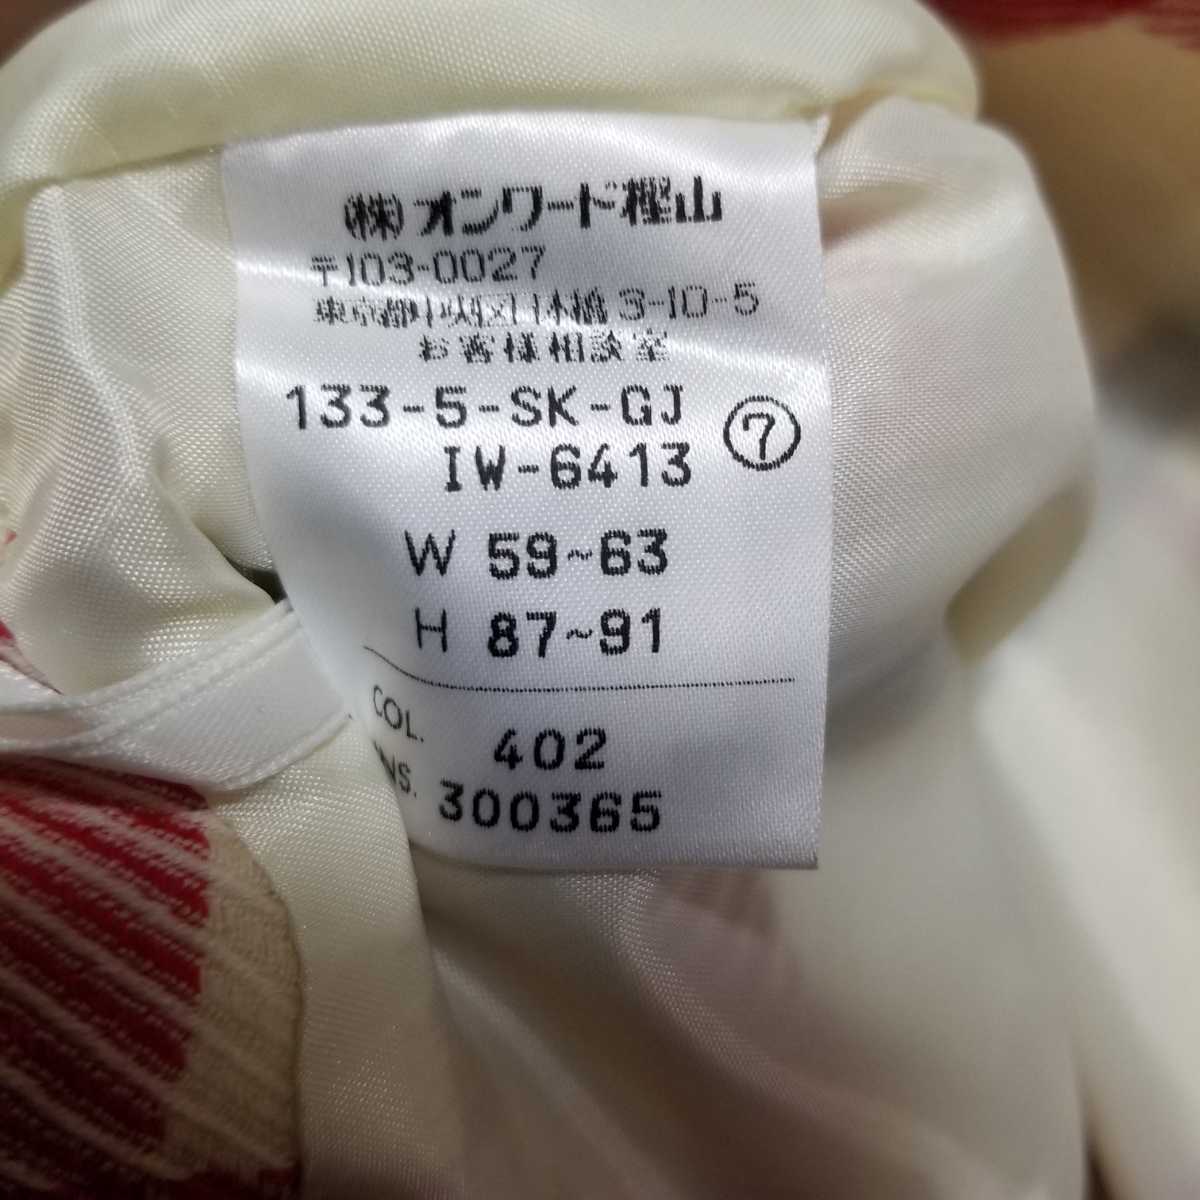 (株)オンワード樫山
〒103-0027
東京都中央区日本橋3-10-5
お客様相談室
133-5-SK-GJ
IW-6413 ⑦
W 59~63
H 87~91
COL. 402
NS. 300365